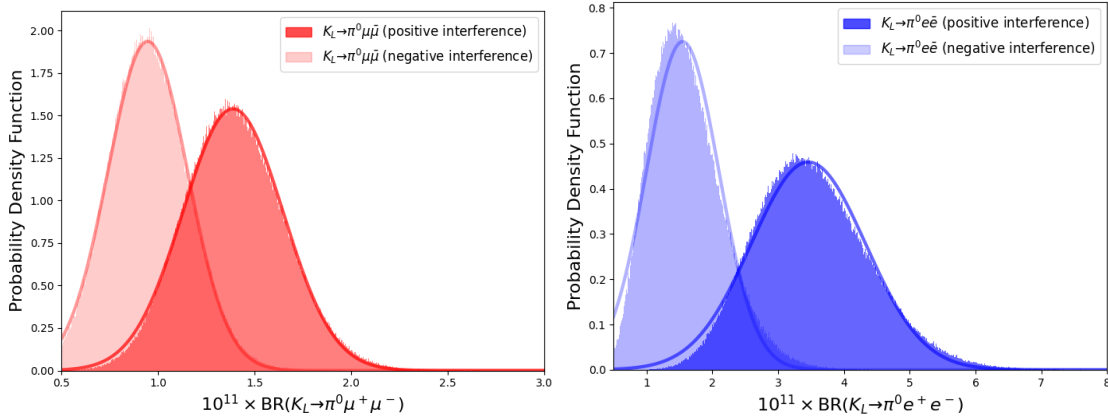 Probability Density Function
2.00
1.75
1.50
1.25
1.00
0.75
0.50
0.25
0.00
K_L→π⁰μμ̄ (positive interference)
K_L→π⁰μμ̄ (negative interference)
0.5 1.0 1.5 2.0 2.5 3.0
10¹¹ × BR(K_L→π⁰μ⁺μ⁻)
Probability Density Function
0.8
0.7
0.6
0.5
0.4
0.3
0.2
0.1
0.0
K_L→π⁰eē (positive interference)
K_L→π⁰eē (negative interference)
1 2 3 4 5 6 7 8
10¹¹ × BR(K_L→π⁰e⁺e⁻)